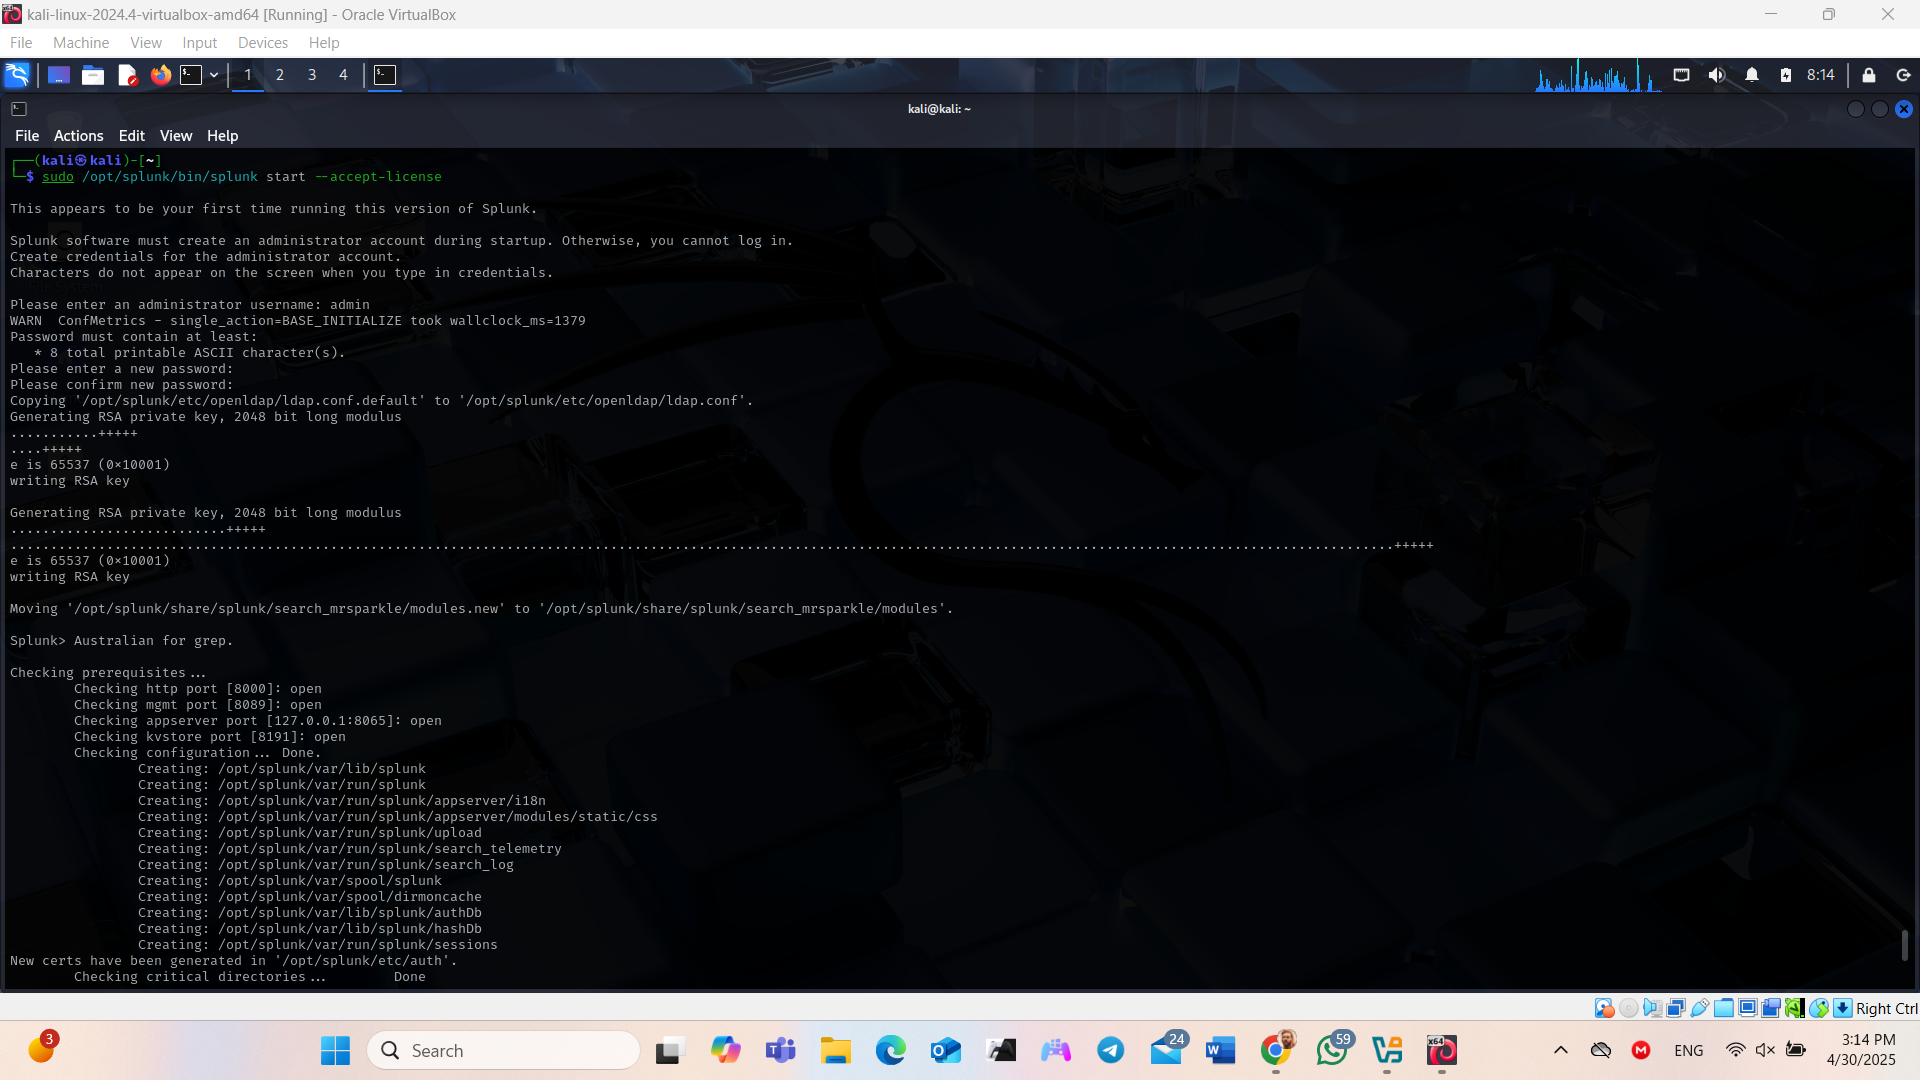 kali-linux-2024.4-virtualbox-amd64 [Running] - Oracle VirtualBox
File Machine View Input Devices Help
1 2 3 4 8:14
kali@kali: ~
File Actions Edit View Help
┌──(kali㉿kali)-[~]
└─$ sudo /opt/splunk/bin/splunk start --accept-license
This appears to be your first time running this version of Splunk.
Splunk software must create an administrator account during startup. Otherwise, you cannot log in.
Create credentials for the administrator account.
Characters do not appear on the screen when you type in credentials.
Please enter an administrator username: admin
WARN  ConfMetrics - single_action=BASE_INITIALIZE took wallclock_ms=1379
Password must contain at least:
* 8 total printable ASCII character(s).
Please enter a new password:
Please confirm new password:
Copying '/opt/splunk/etc/openldap/ldap.conf.default' to '/opt/splunk/etc/openldap/ldap.conf'.
Generating RSA private key, 2048 bit long modulus
...........+++++
....+++++
e is 65537 (0×10001)
writing RSA key
Generating RSA private key, 2048 bit long modulus
...........................+++++
.............................................................................................................................................................................+++++
e is 65537 (0×10001)
writing RSA key
Moving '/opt/splunk/share/splunk/search_mrsparkle/modules.new' to '/opt/splunk/share/splunk/search_mrsparkle/modules'.
Splunk> Australian for grep.
Checking prerequisites...
Checking http port [8000]: open
Checking mgmt port [8089]: open
Checking appserver port [127.0.0.1:8065]: open
Checking kvstore port [8191]: open
Checking configuration... Done.
Creating: /opt/splunk/var/lib/splunk
Creating: /opt/splunk/var/run/splunk
Creating: /opt/splunk/var/run/splunk/appserver/i18n
Creating: /opt/splunk/var/run/splunk/appserver/modules/static/css
Creating: /opt/splunk/var/run/splunk/upload
Creating: /opt/splunk/var/run/splunk/search_telemetry
Creating: /opt/splunk/var/run/splunk/search_log
Creating: /opt/splunk/var/spool/splunk
Creating: /opt/splunk/var/spool/dirmoncache
Creating: /opt/splunk/var/lib/splunk/authDb
Creating: /opt/splunk/var/lib/splunk/hashDb
Creating: /opt/splunk/var/run/splunk/sessions
New certs have been generated in '/opt/splunk/etc/auth'.
Checking critical directories... Done
Right Ctrl
3 Search 24 59 ENG 3:14 PM
4/30/2025